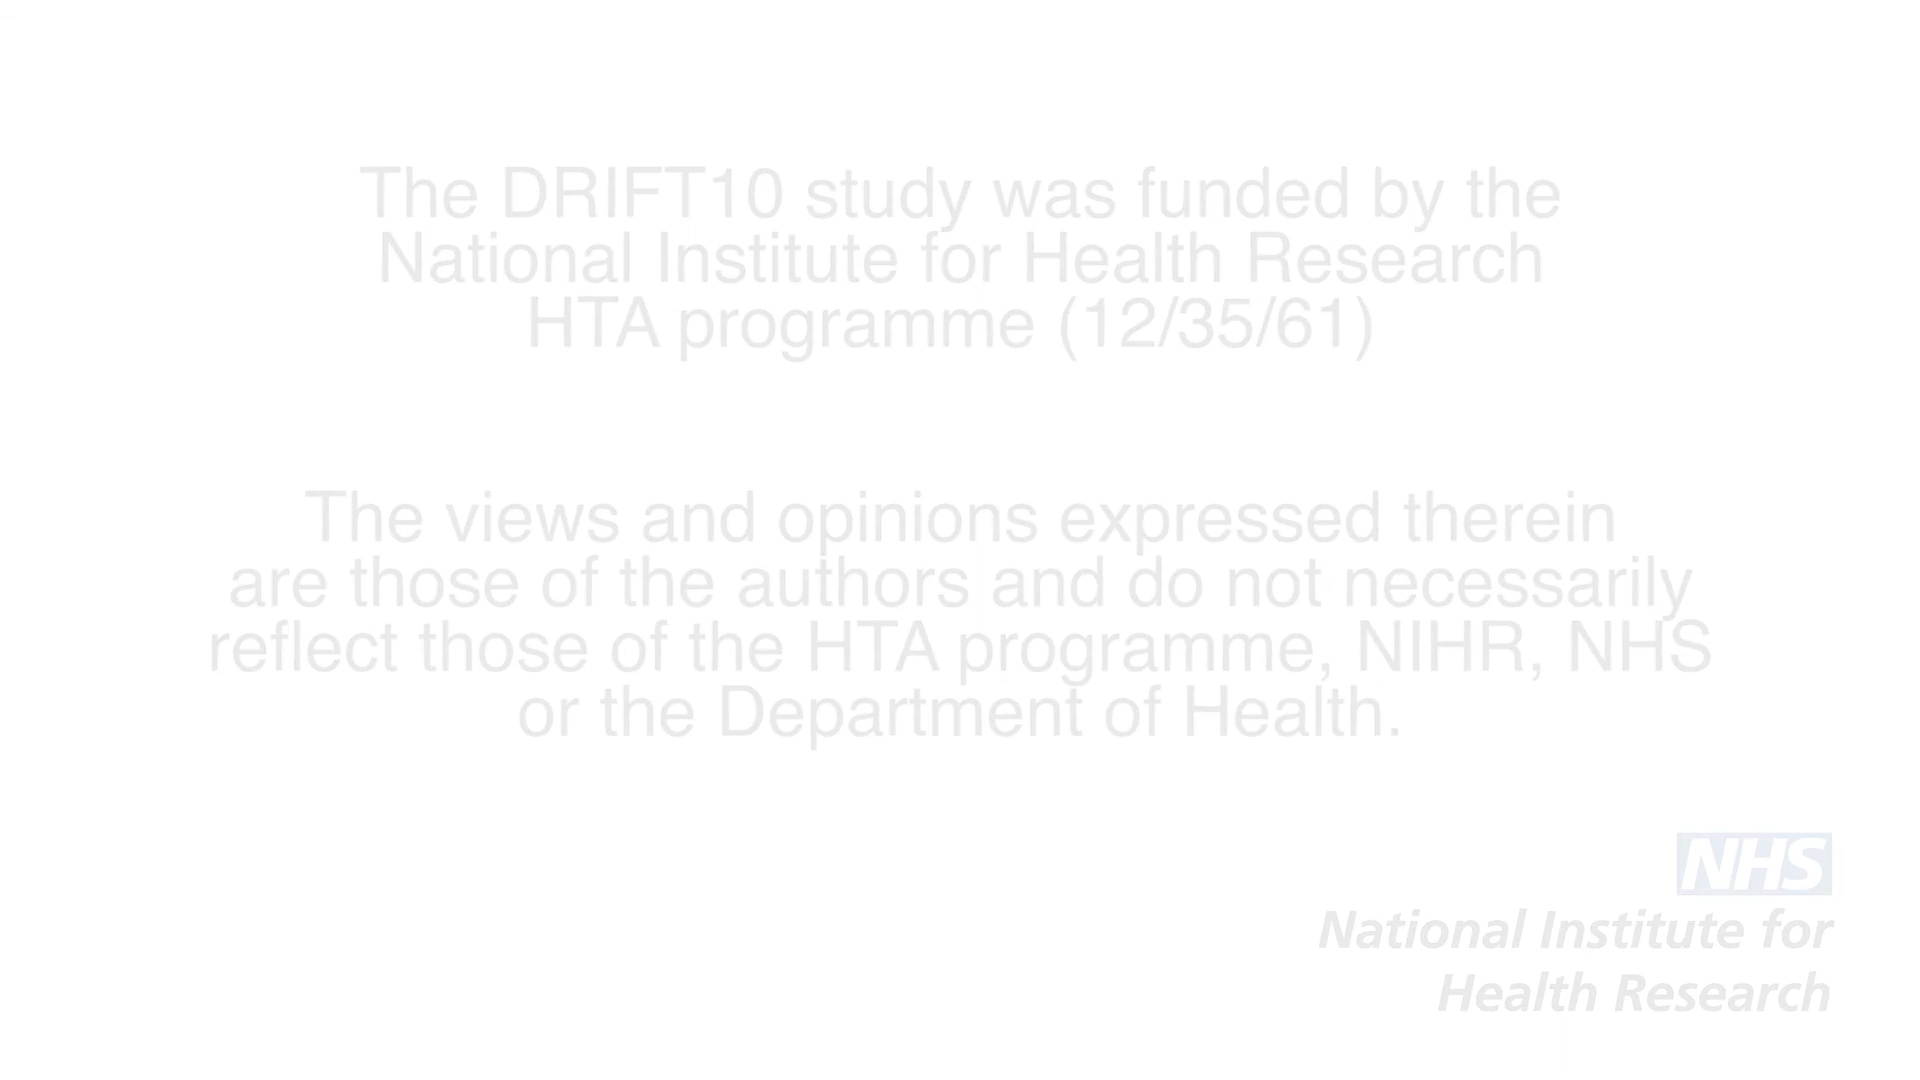 The DRIFT10 study was funded by the
National Institute for Health Research
HTA programme (12/35/61)
The views and opinions expressed therein
are those of the authors and do not necessarily
reflect those of the HTA programme, NIHR, NHS
or the Department of Health.
NHS
National Institute for
Health Research